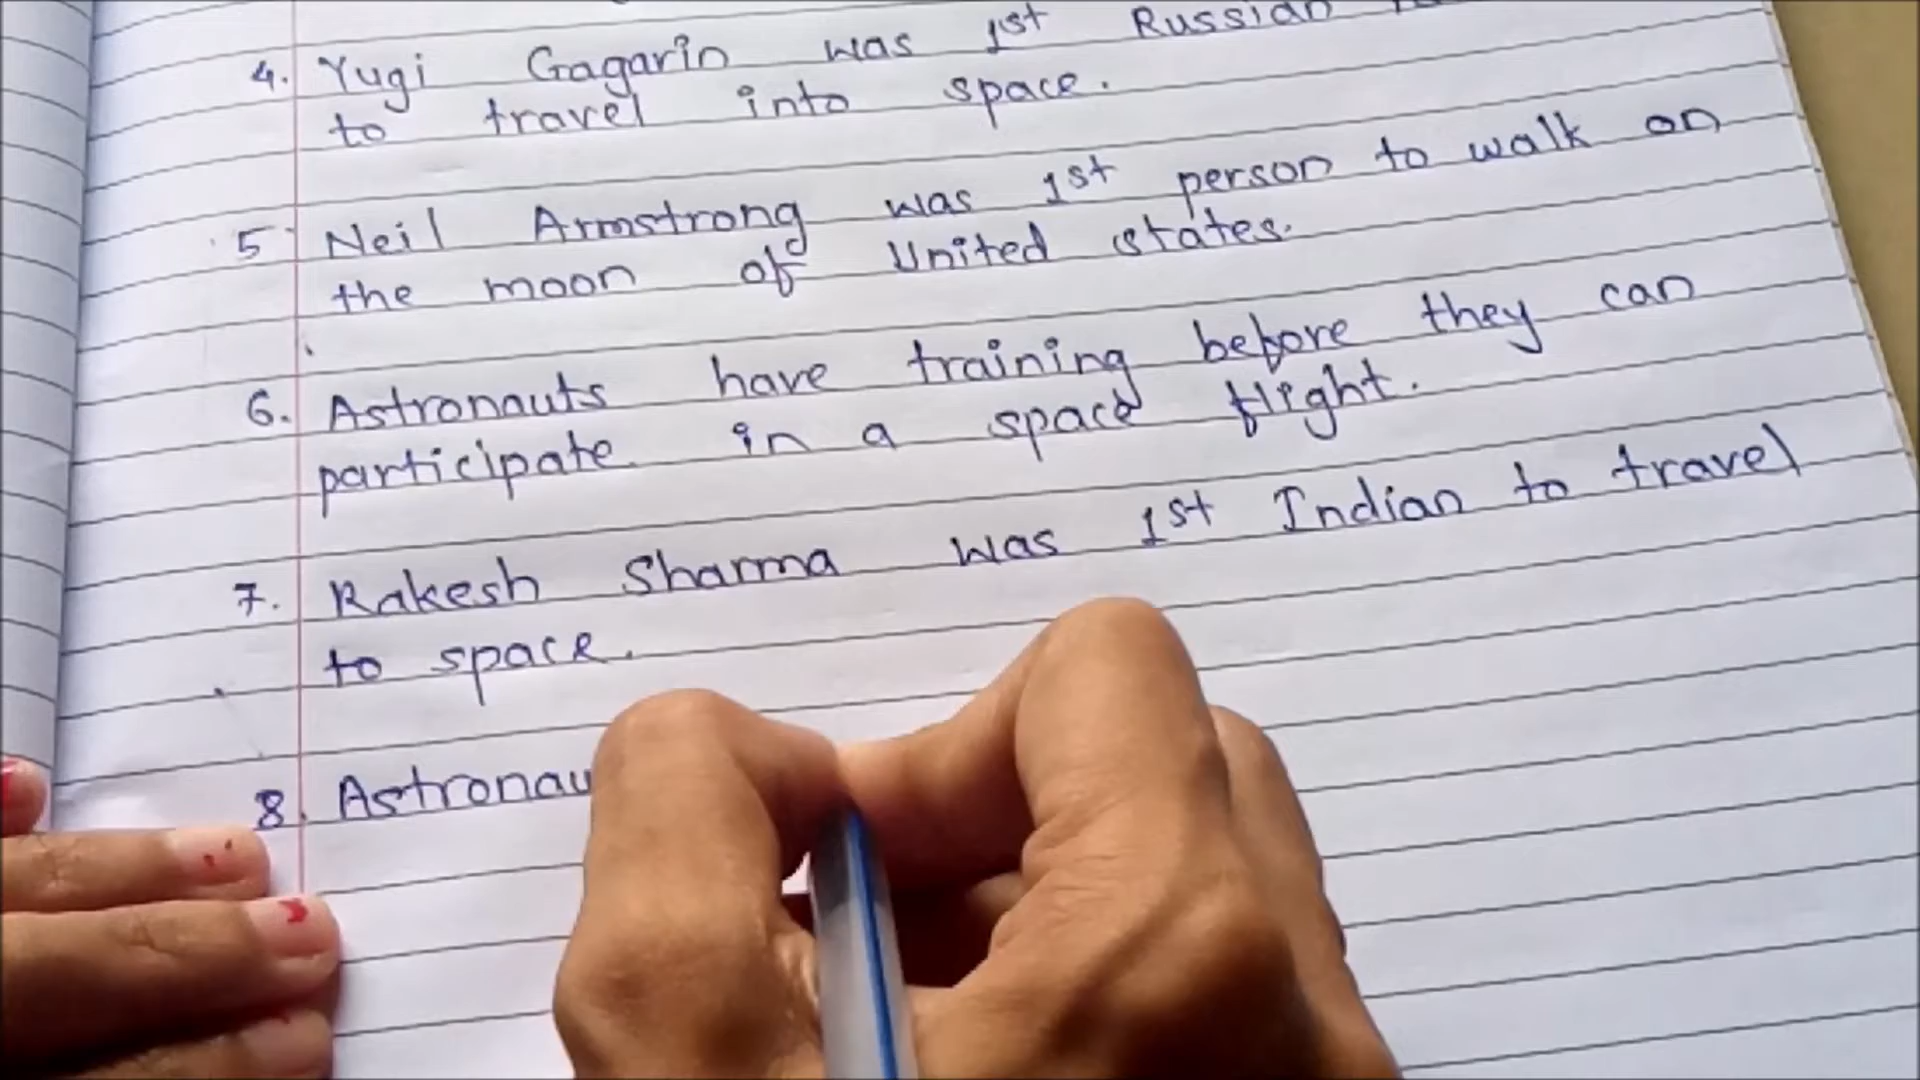 4. Yugi Gagarin was 1st Russian
to travel into space.
5. Neil Armstrong was 1st person to walk on
the moon of United states.
6. Astronauts have training before they can
participate in a space flight.
7. Rakesh Sharma was 1st Indian to travel
to space.
8. Astronau